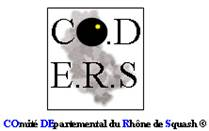 CO.D
E.R.S
COmité DEpartemental du Rhône de Squash ®